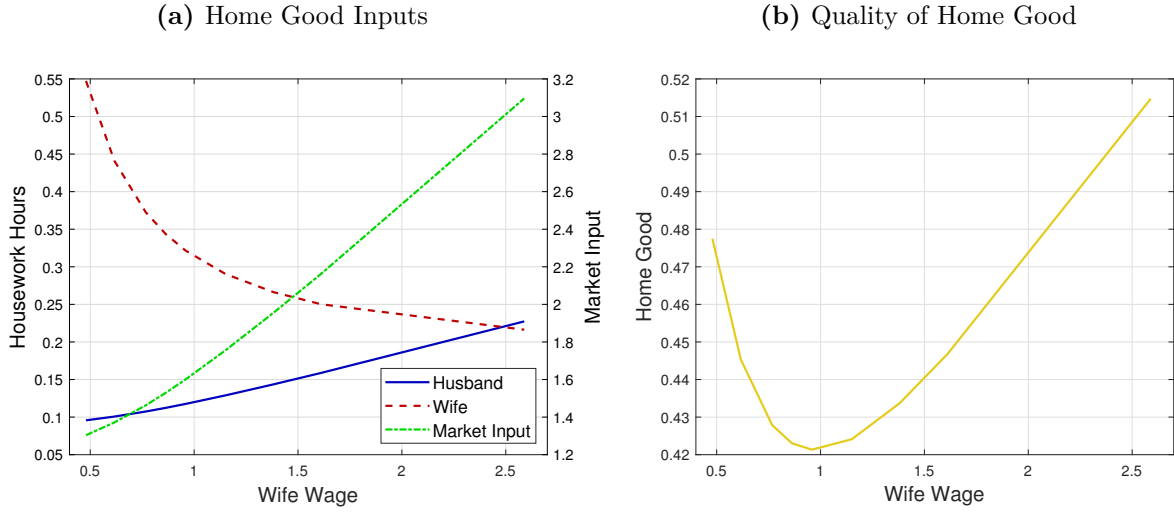 (a) Home Good Inputs
0.55
0.5
0.45
0.4
0.35
0.3
0.25
0.2
0.15
0.1
0.05
Housework Hours
3.2
3
2.8
2.6
2.4
2.2
2
1.8
1.6
1.4
1.2
Market Input
Husband
Wife
Market Input
0.5 1 1.5 2 2.5
Wife Wage
(b) Quality of Home Good
0.52
0.51
0.5
0.49
0.48
0.47
0.46
0.45
0.44
0.43
0.42
Home Good
0.5 1 1.5 2 2.5
Wife Wage